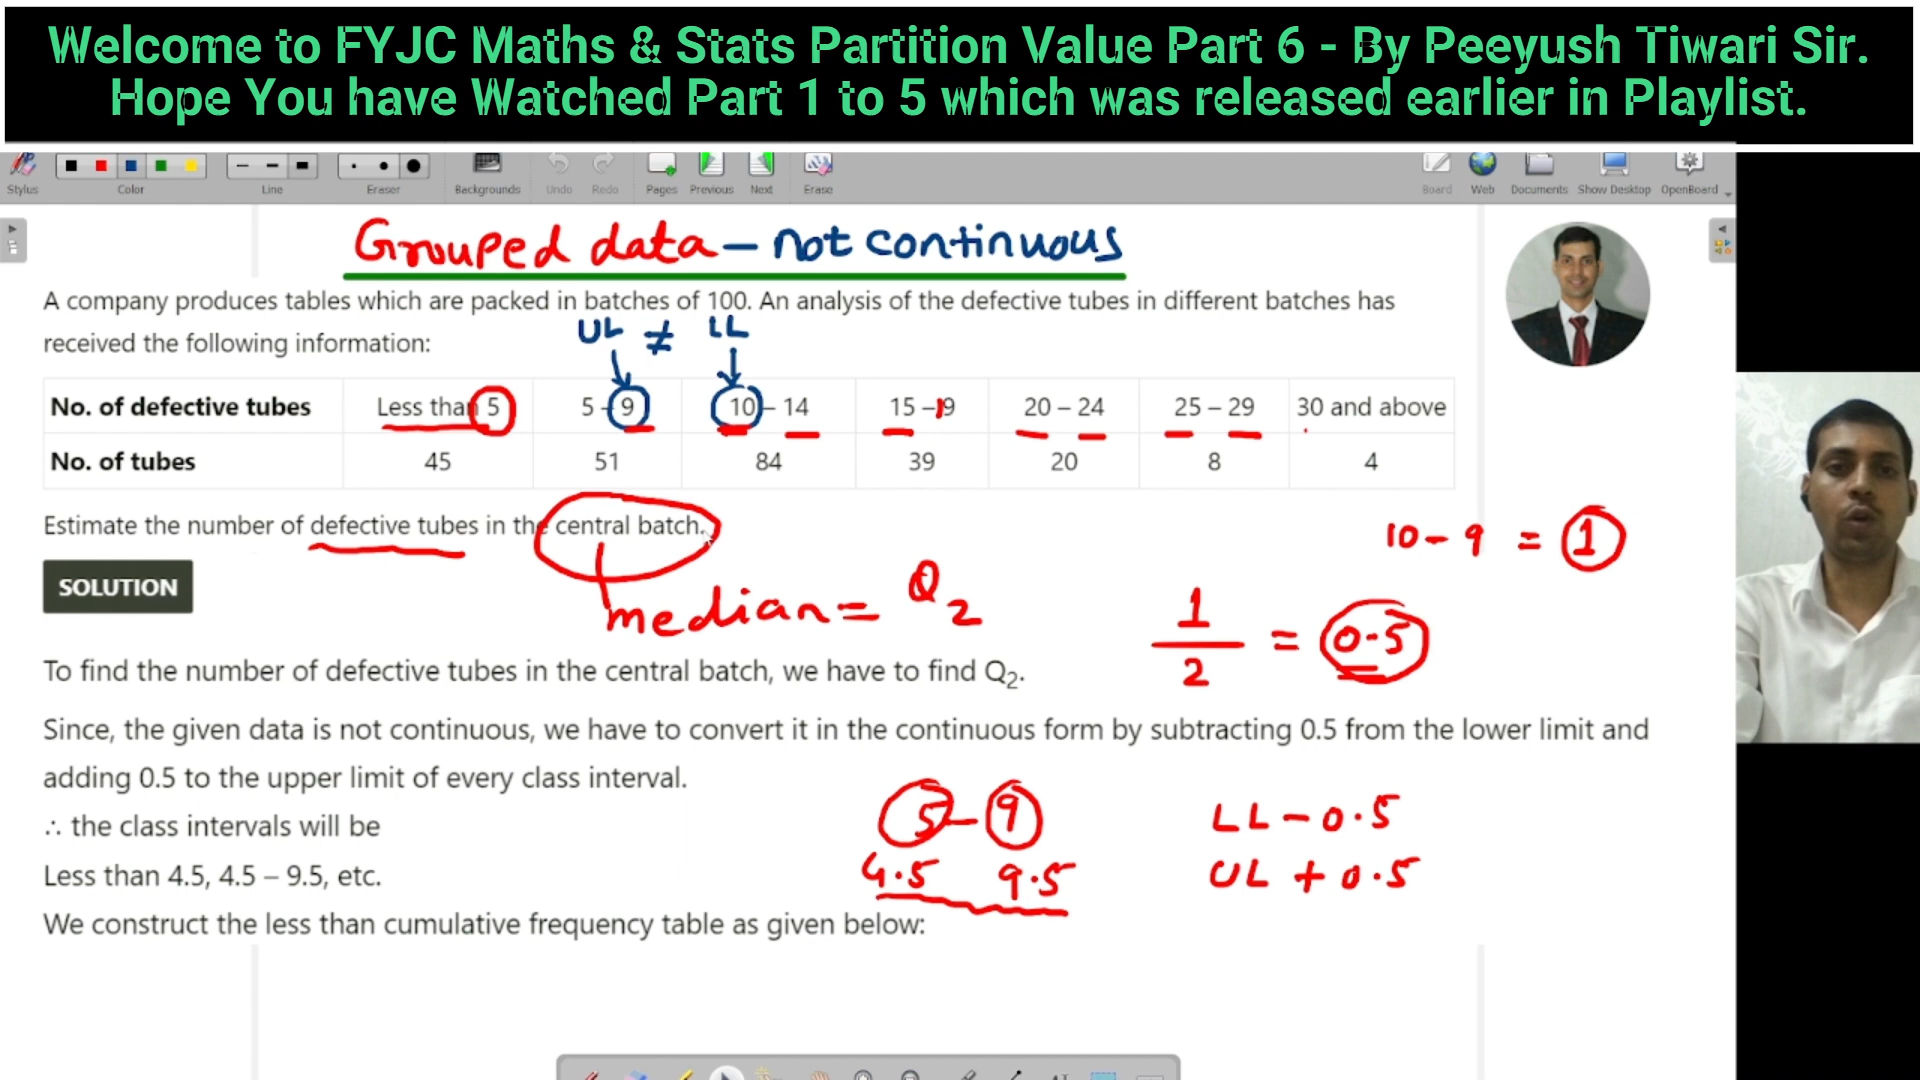 Welcome to FYJC Maths & Stats Partition Value Part 6 - By Peeyush Tiwari Sir.
Hope You have Watched Part 1 to 5 which was released earlier in Playlist.
Stylus Color Line Eraser Backgrounds Undo Redo Pages Previous Next Erase Board Web Documents Show Desktop OpenBoard
Grouped data – not continuous
A company produces tables which are packed in batches of 100. An analysis of the defective tubes in different batches has
received the following information:
UL ≠ LL
No. of defective tubes Less than 5 5 – 9 10 – 14 15 – 19 20 – 24 25 – 29 30 and above
No. of tubes 45 51 84 39 20 8 4
Estimate the number of defective tubes in the central batch.
10 - 9 = 1
SOLUTION
median = Q2
1/2 = 0.5
To find the number of defective tubes in the central batch, we have to find Q₂.
Since, the given data is not continuous, we have to convert it in the continuous form by subtracting 0.5 from the lower limit and
adding 0.5 to the upper limit of every class interval.
5 – 9 LL - 0.5
∴ the class intervals will be
4.5 9.5 UL + 0.5
Less than 4.5, 4.5 – 9.5, etc.
We construct the less than cumulative frequency table as given below: